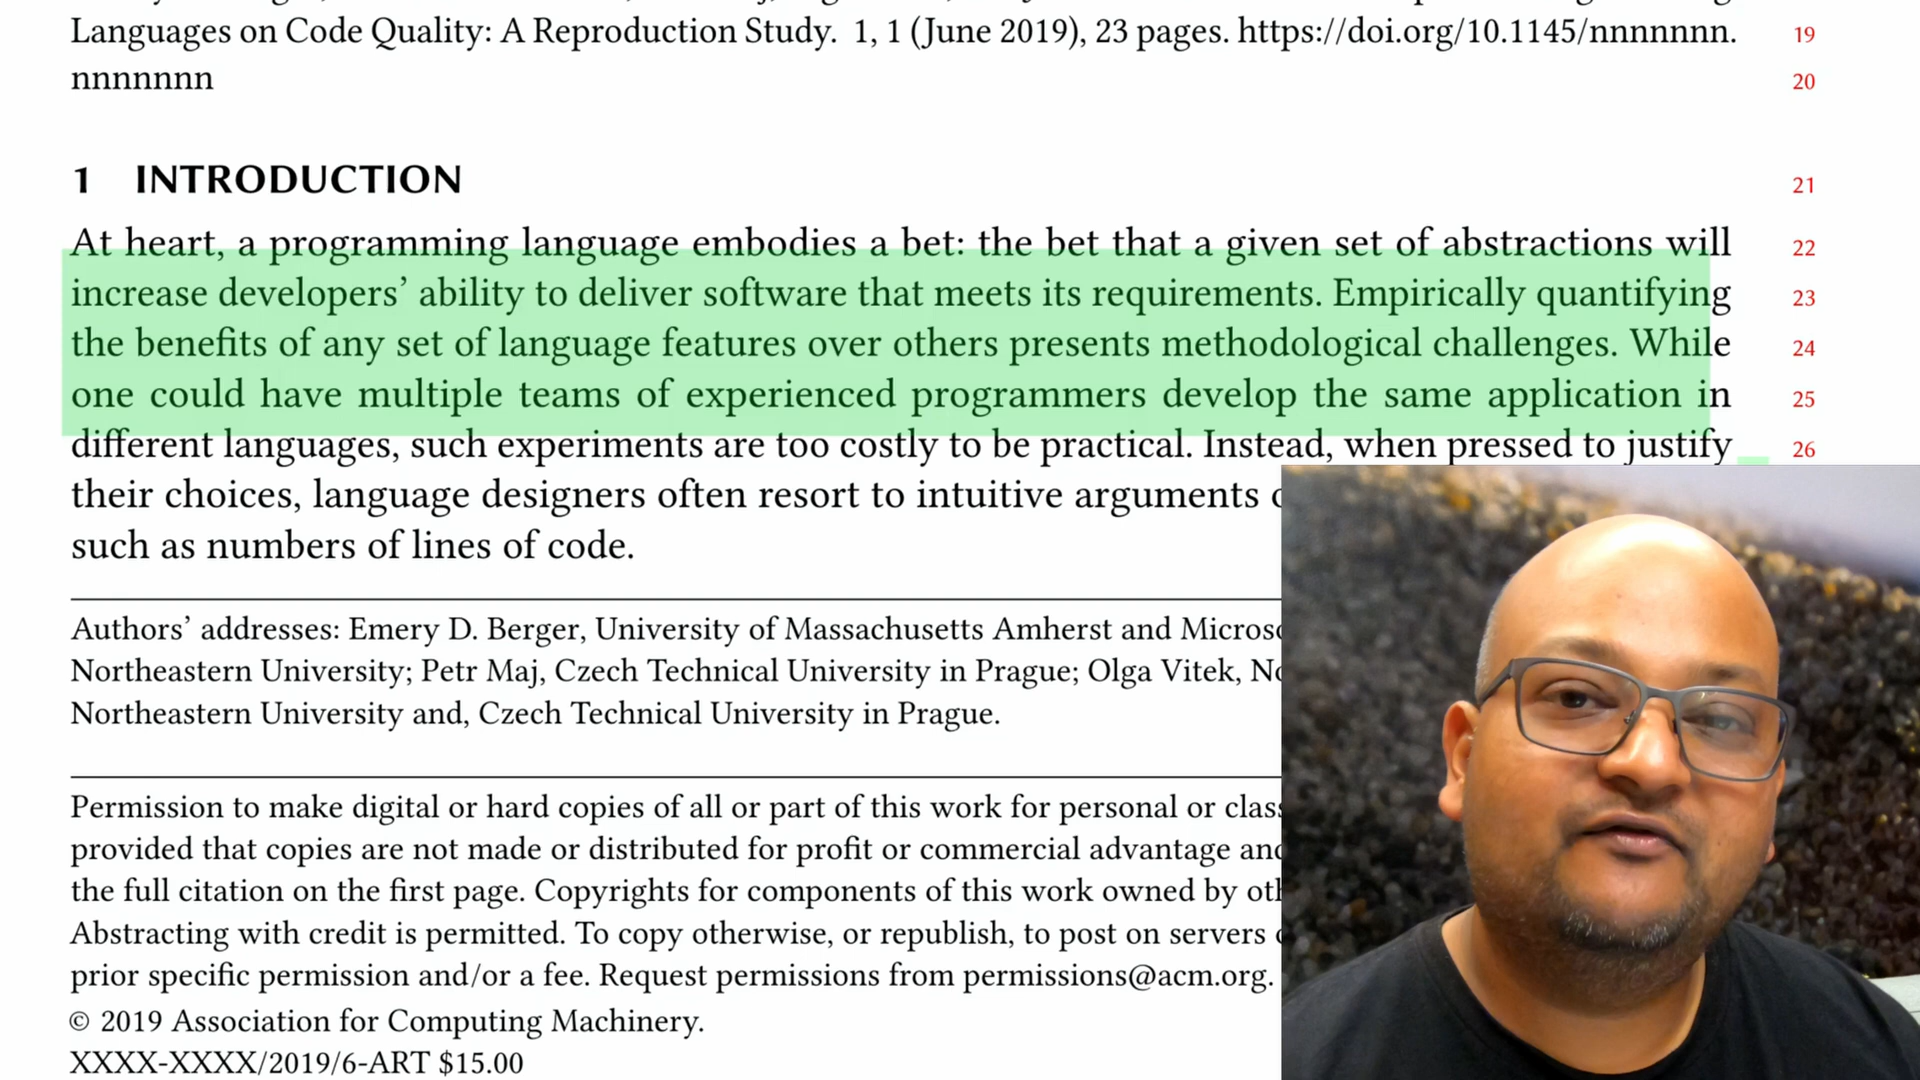 Languages on Code Quality: A Reproduction Study. 1, 1 (June 2019), 23 pages. https://doi.org/10.1145/nnnnnnn. 19
nnnnnnn 20
1 INTRODUCTION 21
At heart, a programming language embodies a bet: the bet that a given set of abstractions will 22
increase developers’ ability to deliver software that meets its requirements. Empirically quantifying 23
the benefits of any set of language features over others presents methodological challenges. While 24
one could have multiple teams of experienced programmers develop the same application in 25
different languages, such experiments are too costly to be practical. Instead, when pressed to justify 26
their choices, language designers often resort to intuitive arguments
such as numbers of lines of code.
Authors’ addresses: Emery D. Berger, University of Massachusetts Amherst and
Northeastern University; Petr Maj, Czech Technical University in Prague; Olga Vitek,
Northeastern University and, Czech Technical University in Prague.
Permission to make digital or hard copies of all or part of this work for personal or
provided that copies are not made or distributed for profit or commercial advantage
the full citation on the first page. Copyrights for components of this work owned by
Abstracting with credit is permitted. To copy otherwise, or republish, to post on servers
prior specific permission and/or a fee. Request permissions from permissions@acm.org.
© 2019 Association for Computing Machinery.
XXXX-XXXX/2019/6-ART $15.00